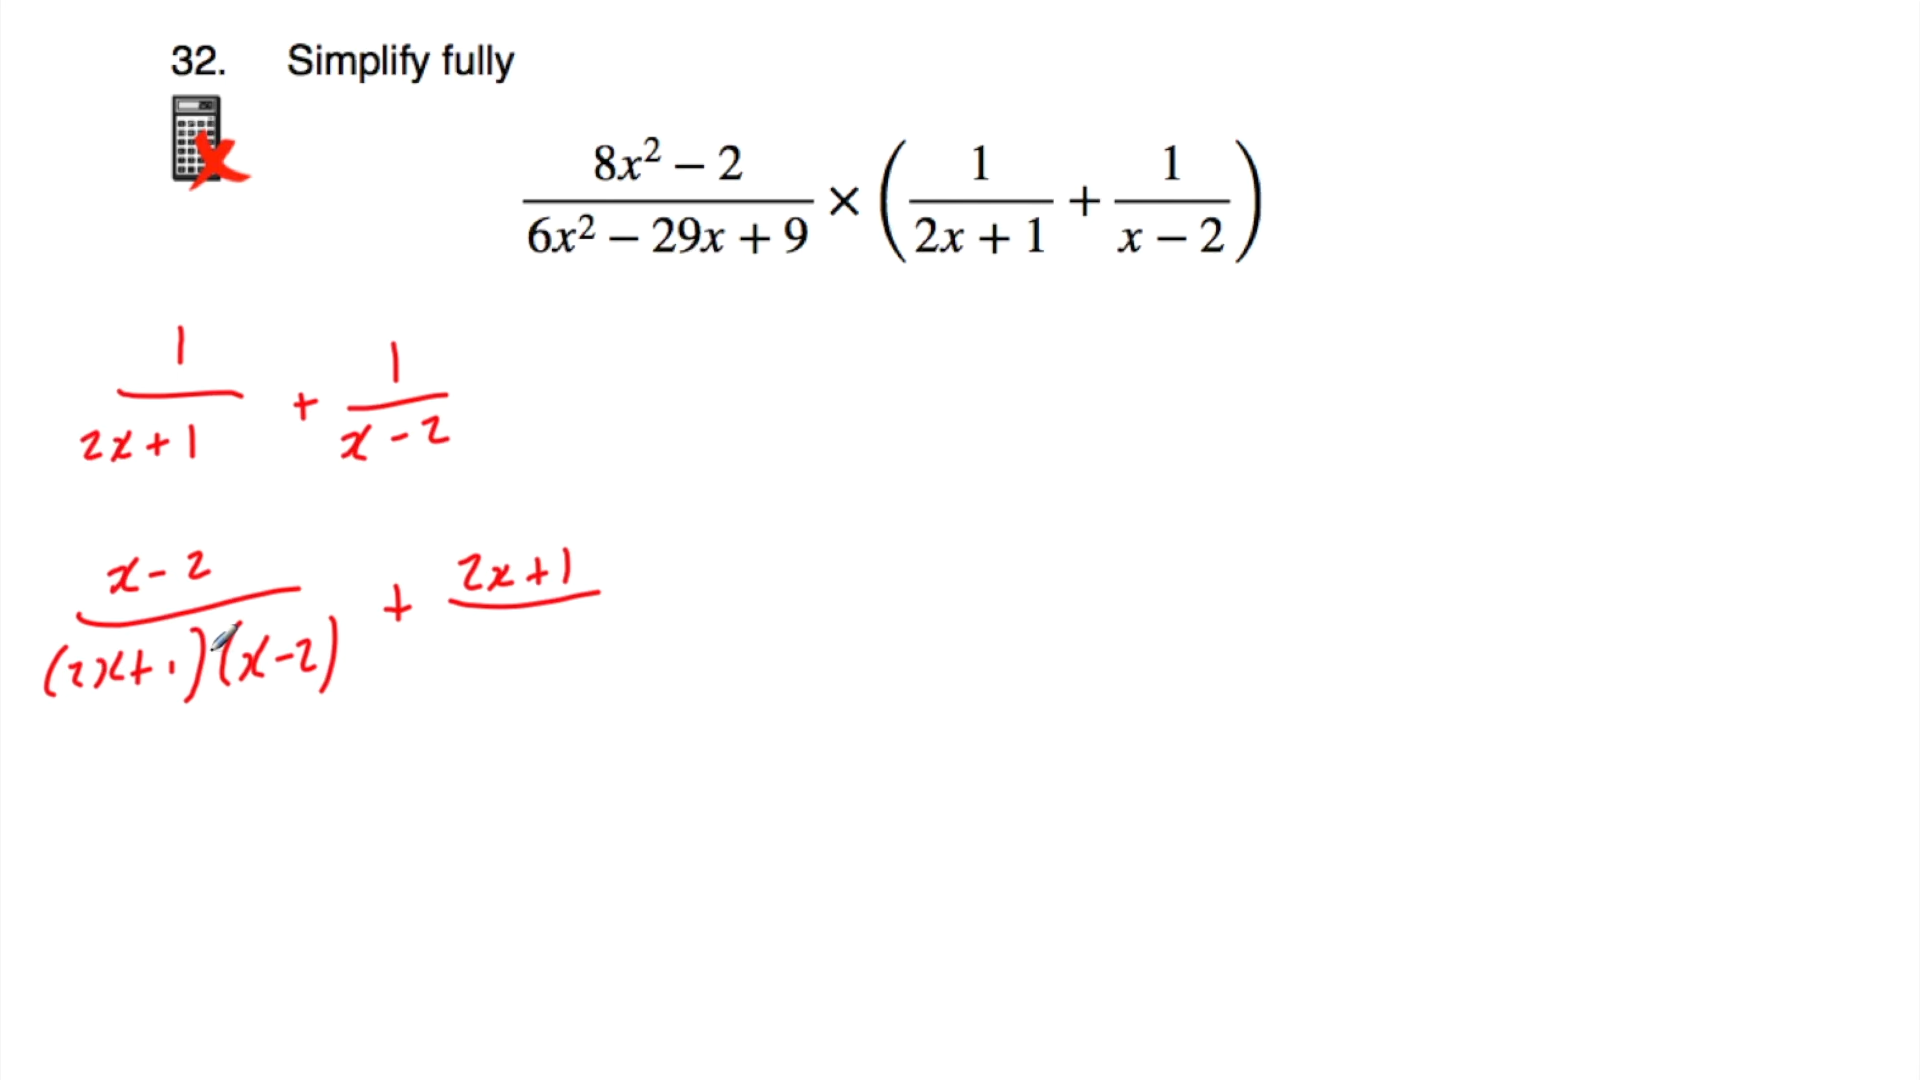 32. Simplify fully
8x² − 2
6x² − 29x + 9
× ( 1/(2x + 1) + 1/(x − 2) )
1/(2x+1) + 1/(x-2)
(x-2)/((2x+1)(x-2)) + 2x+1